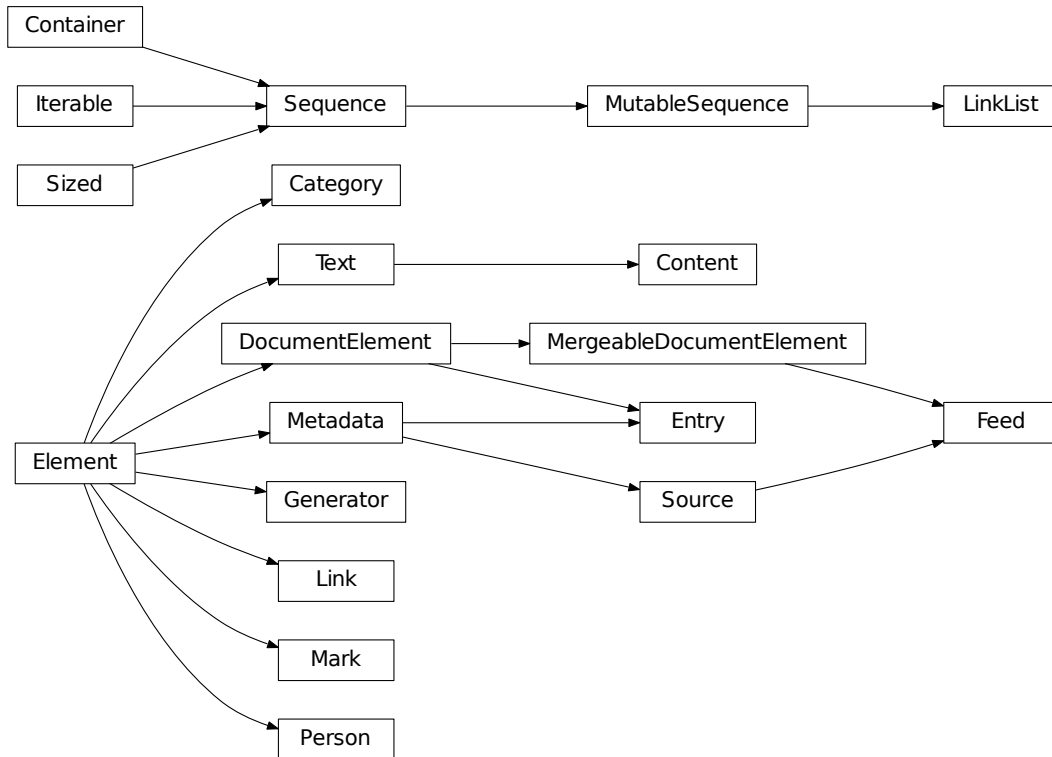 Container
Iterable
Sequence
MutableSequence
LinkList
Sized
Category
Text
Content
DocumentElement
MergeableDocumentElement
Metadata
Entry
Feed
Element
Generator
Source
Link
Mark
Person